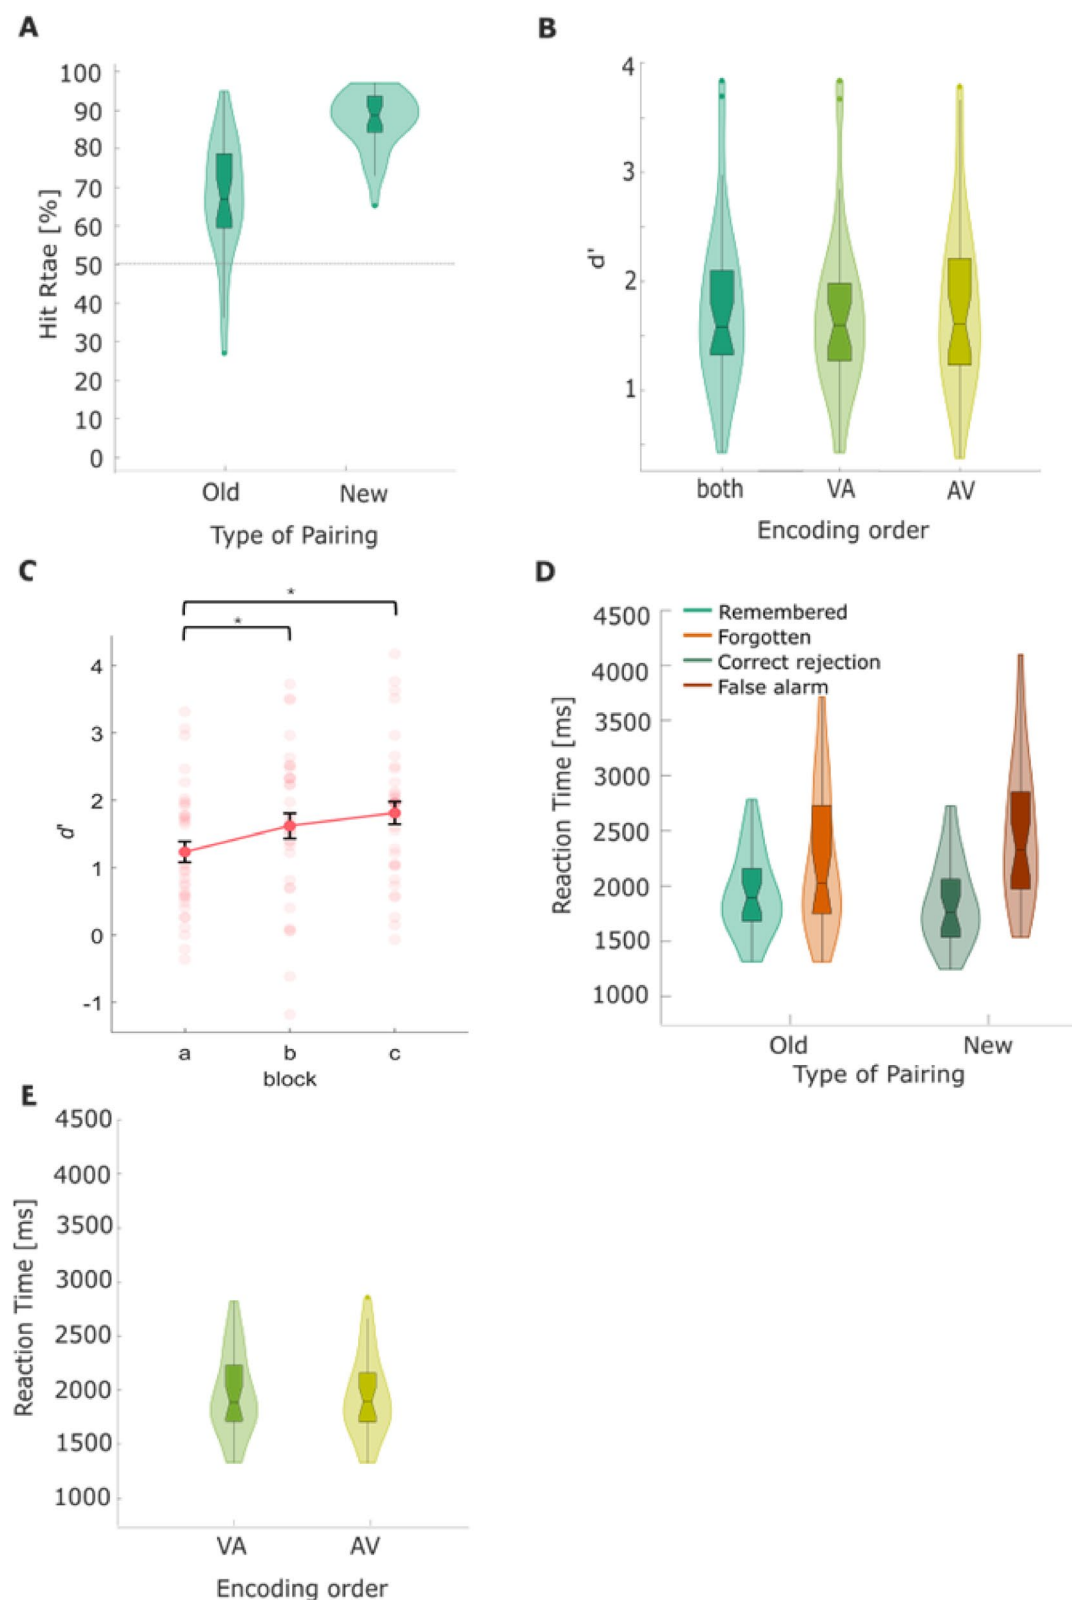 A
100
90
80
70
60
50
40
30
20
10
0
Hit Rtae [%]
Old New
Type of Pairing
B
4
3
2
1
d'
both VA AV
Encoding order
C
* 
*
4
3
2
1
0
-1
d'
a b c
block
D
Remembered
Forgotten
Correct rejection
False alarm
4500
4000
3500
3000
2500
2000
1500
1000
Reaction Time [ms]
Old New
Type of Pairing
E
4500
4000
3500
3000
2500
2000
1500
1000
Reaction Time [ms]
VA AV
Encoding order